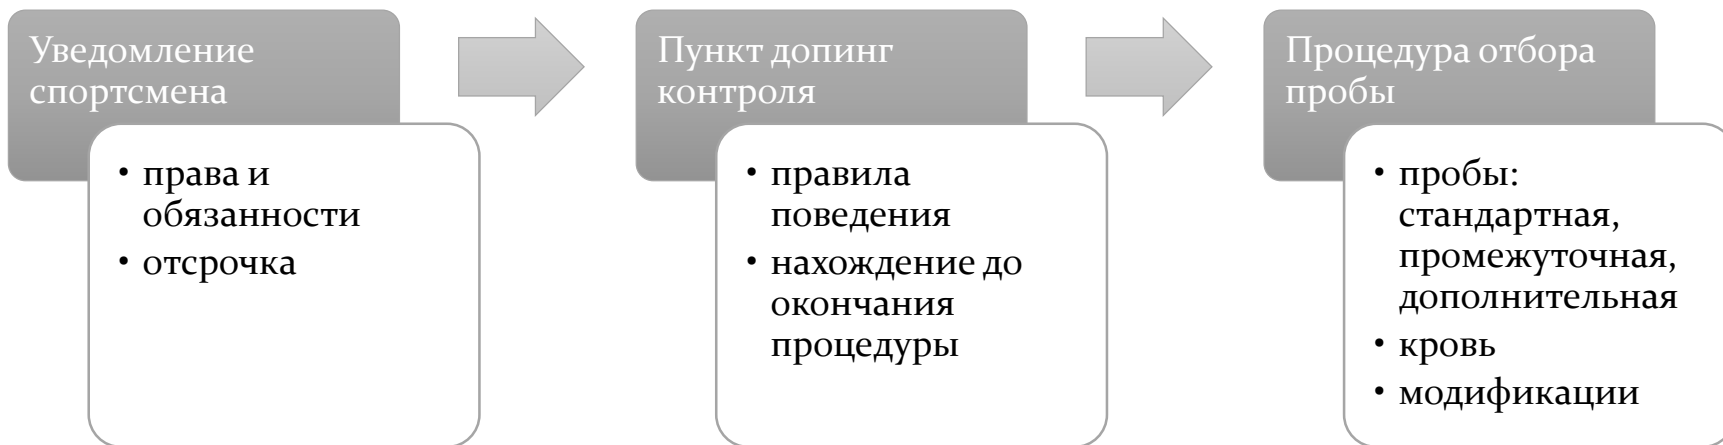 Уведомление
спортсмена
• права и
обязанности
• отсрочка
Пункт допинг
контроля
• правила
поведения
• нахождение до
окончания
процедуры
Процедура отбора
пробы
• пробы:
стандартная,
промежуточная,
дополнительная
• кровь
• модификации